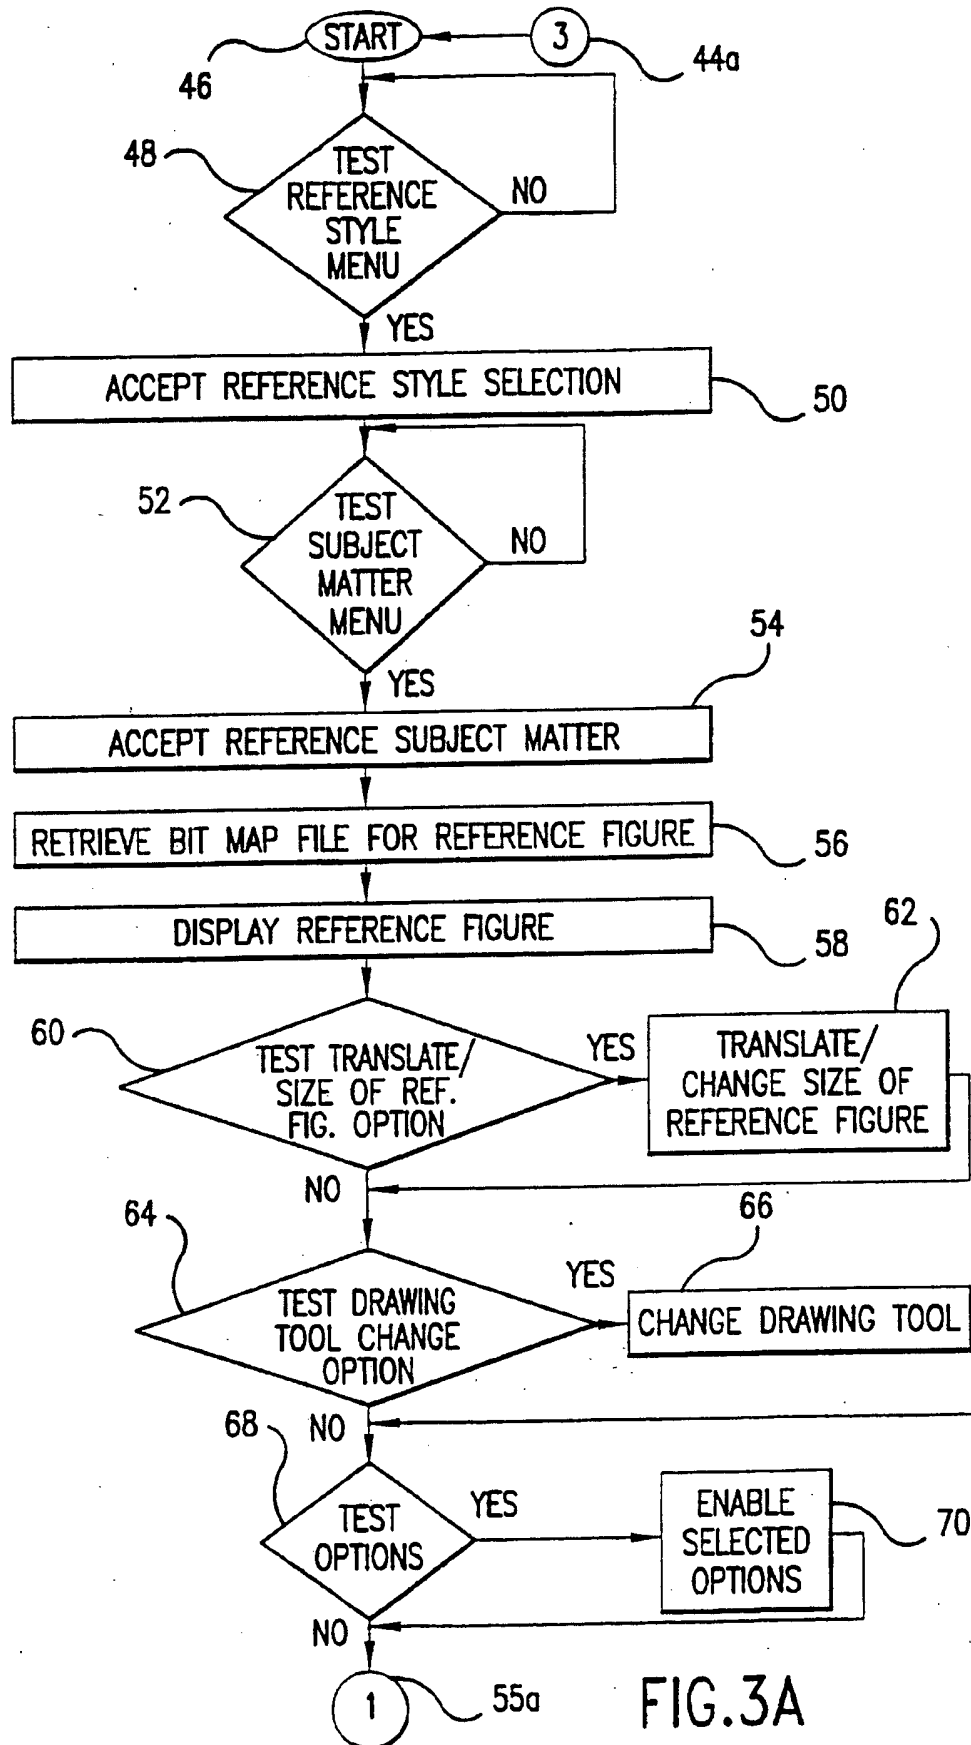 START
3
46
44a
48
TEST
REFERENCE
STYLE
MENU
NO
YES
ACCEPT REFERENCE STYLE SELECTION
50
52
TEST
SUBJECT
MATTER
MENU
NO
YES
54
ACCEPT REFERENCE SUBJECT MATTER
RETRIEVE BIT MAP FILE FOR REFERENCE FIGURE
56
DISPLAY REFERENCE FIGURE
58
62
60
TEST TRANSLATE/
SIZE OF REF.
FIG. OPTION
YES
TRANSLATE/
CHANGE SIZE OF
REFERENCE FIGURE
NO
64
66
TEST DRAWING
TOOL CHANGE
OPTION
YES
CHANGE DRAWING TOOL
NO
68
TEST
OPTIONS
YES
ENABLE
SELECTED
OPTIONS
70
NO
1
55a
FIG.3A